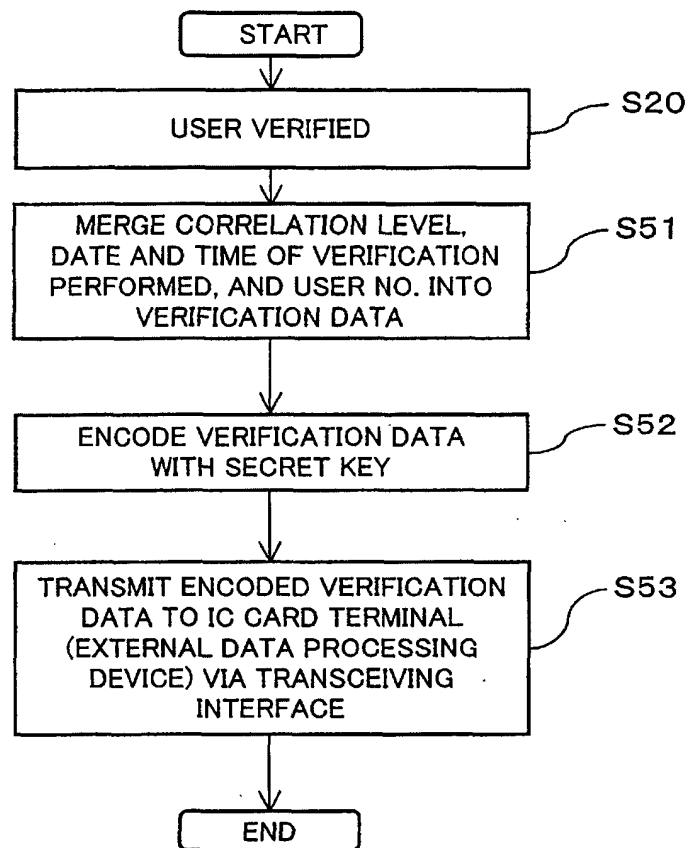 START
USER VERIFIED
S20
MERGE CORRELATION LEVEL,
DATE AND TIME OF VERIFICATION
PERFORMED, AND USER NO. INTO
VERIFICATION DATA
S51
ENCODE VERIFICATION DATA
WITH SECRET KEY
S52
TRANSMIT ENCODED VERIFICATION
DATA TO IC CARD TERMINAL
(EXTERNAL DATA PROCESSING
DEVICE) VIA TRANSCEIVING
INTERFACE
S53
END